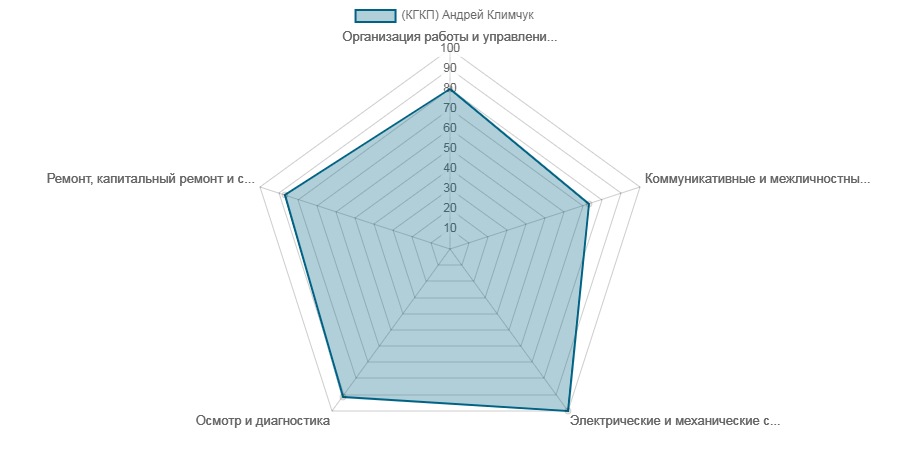 (КГКП) Андрей Климчук
Организация работы и управлени...
100
90
80
70
60
50
40
30
20
10
Ремонт, капитальный ремонт и с...
Коммуникативные и межличностны...
Осмотр и диагностика
Электрические и механические с...